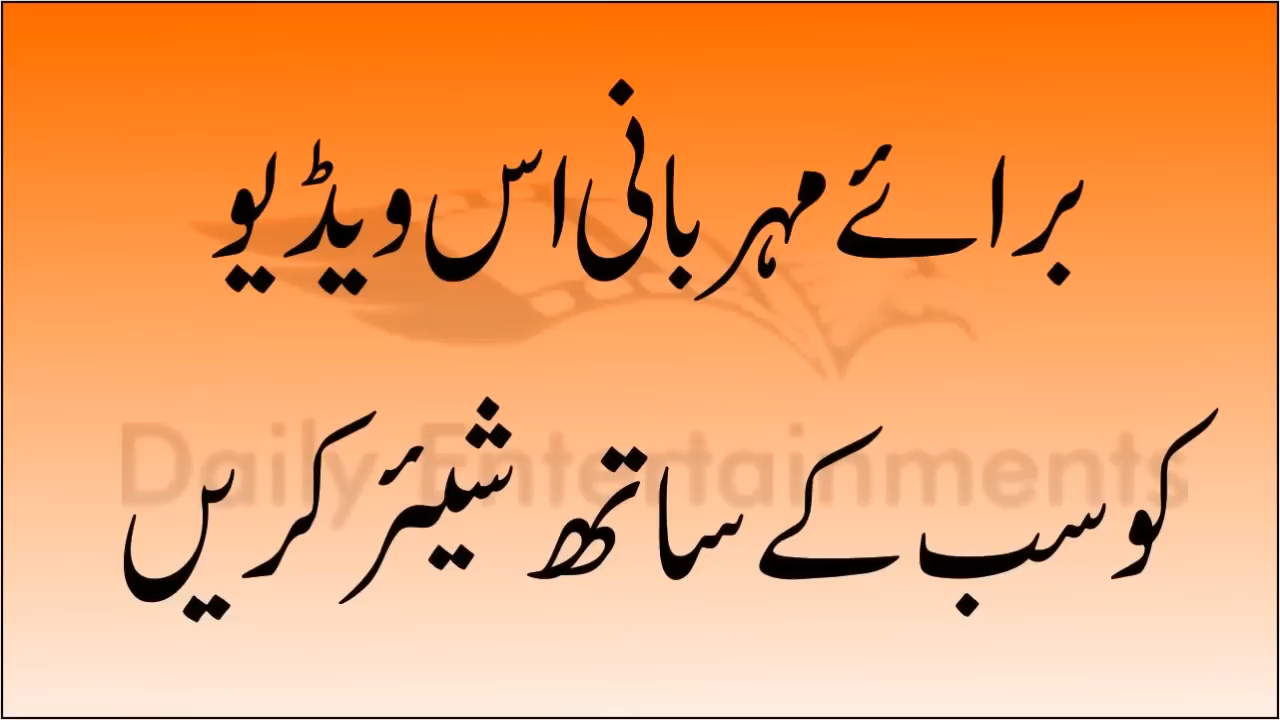 برائے مہربانی اس ویڈیو
Daily Entertainments
کو سب کے ساتھ شیئر کریں